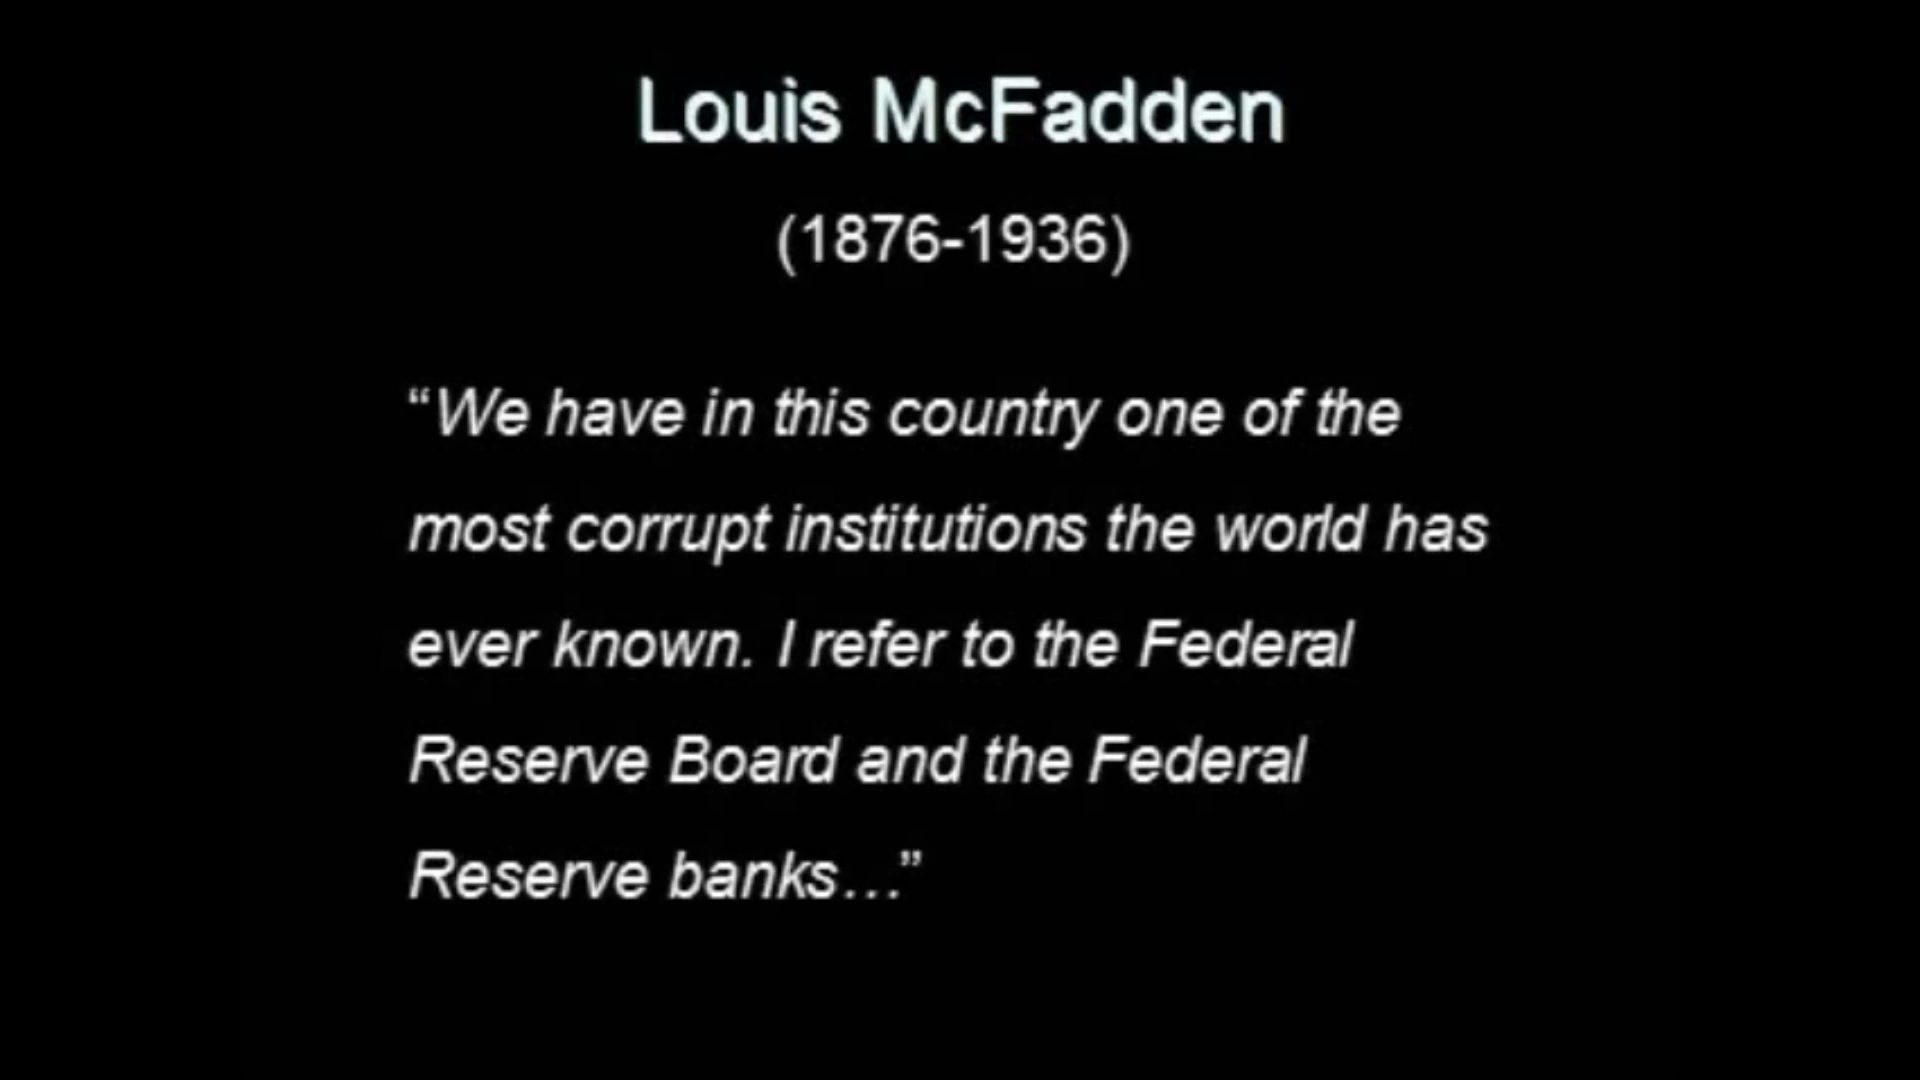 Louis McFadden
(1876-1936)
“We have in this country one of the
most corrupt institutions the world has
ever known. I refer to the Federal
Reserve Board and the Federal
Reserve banks…”